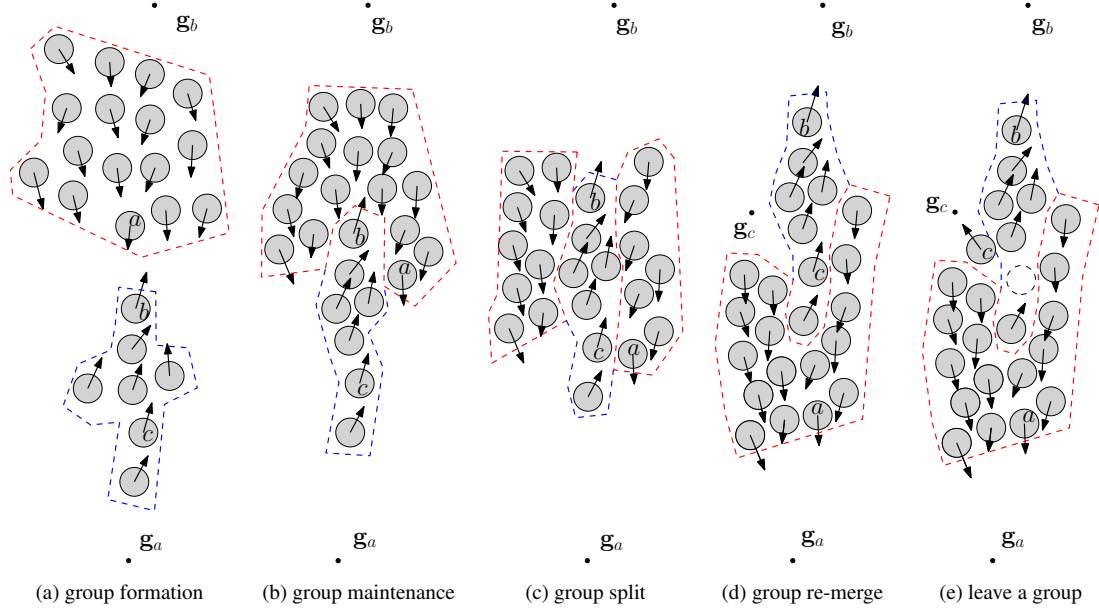 g_b g_b g_b g_b g_b
b b
a b
b b a
g_c g_c
c c
b c a
c a a
c
g_a g_a g_a g_a g_a
(a) group formation (b) group maintenance (c) group split (d) group re-merge (e) leave a group